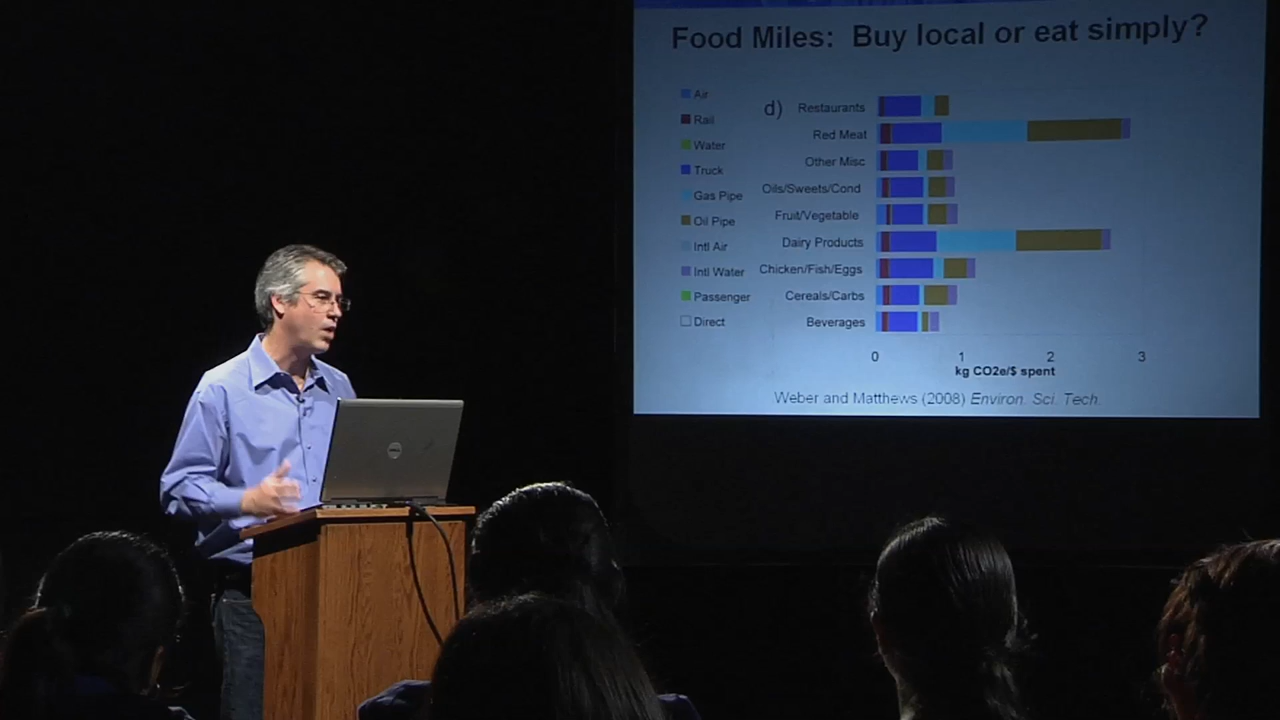 Food Miles: Buy local or eat simply?
Air
Rail
Water
Truck
Gas Pipe
Oil Pipe
Intl Air
Intl Water
Passenger
Direct
d)
Restaurants
Red Meat
Other Misc
Oils/Sweets/Cond
Fruit/Vegetable
Dairy Products
Chicken/Fish/Eggs
Cereals/Carbs
Beverages
0 1 2 3
kg CO2e/$ spent
Weber and Matthews (2008) Environ. Sci. Tech.
DELL